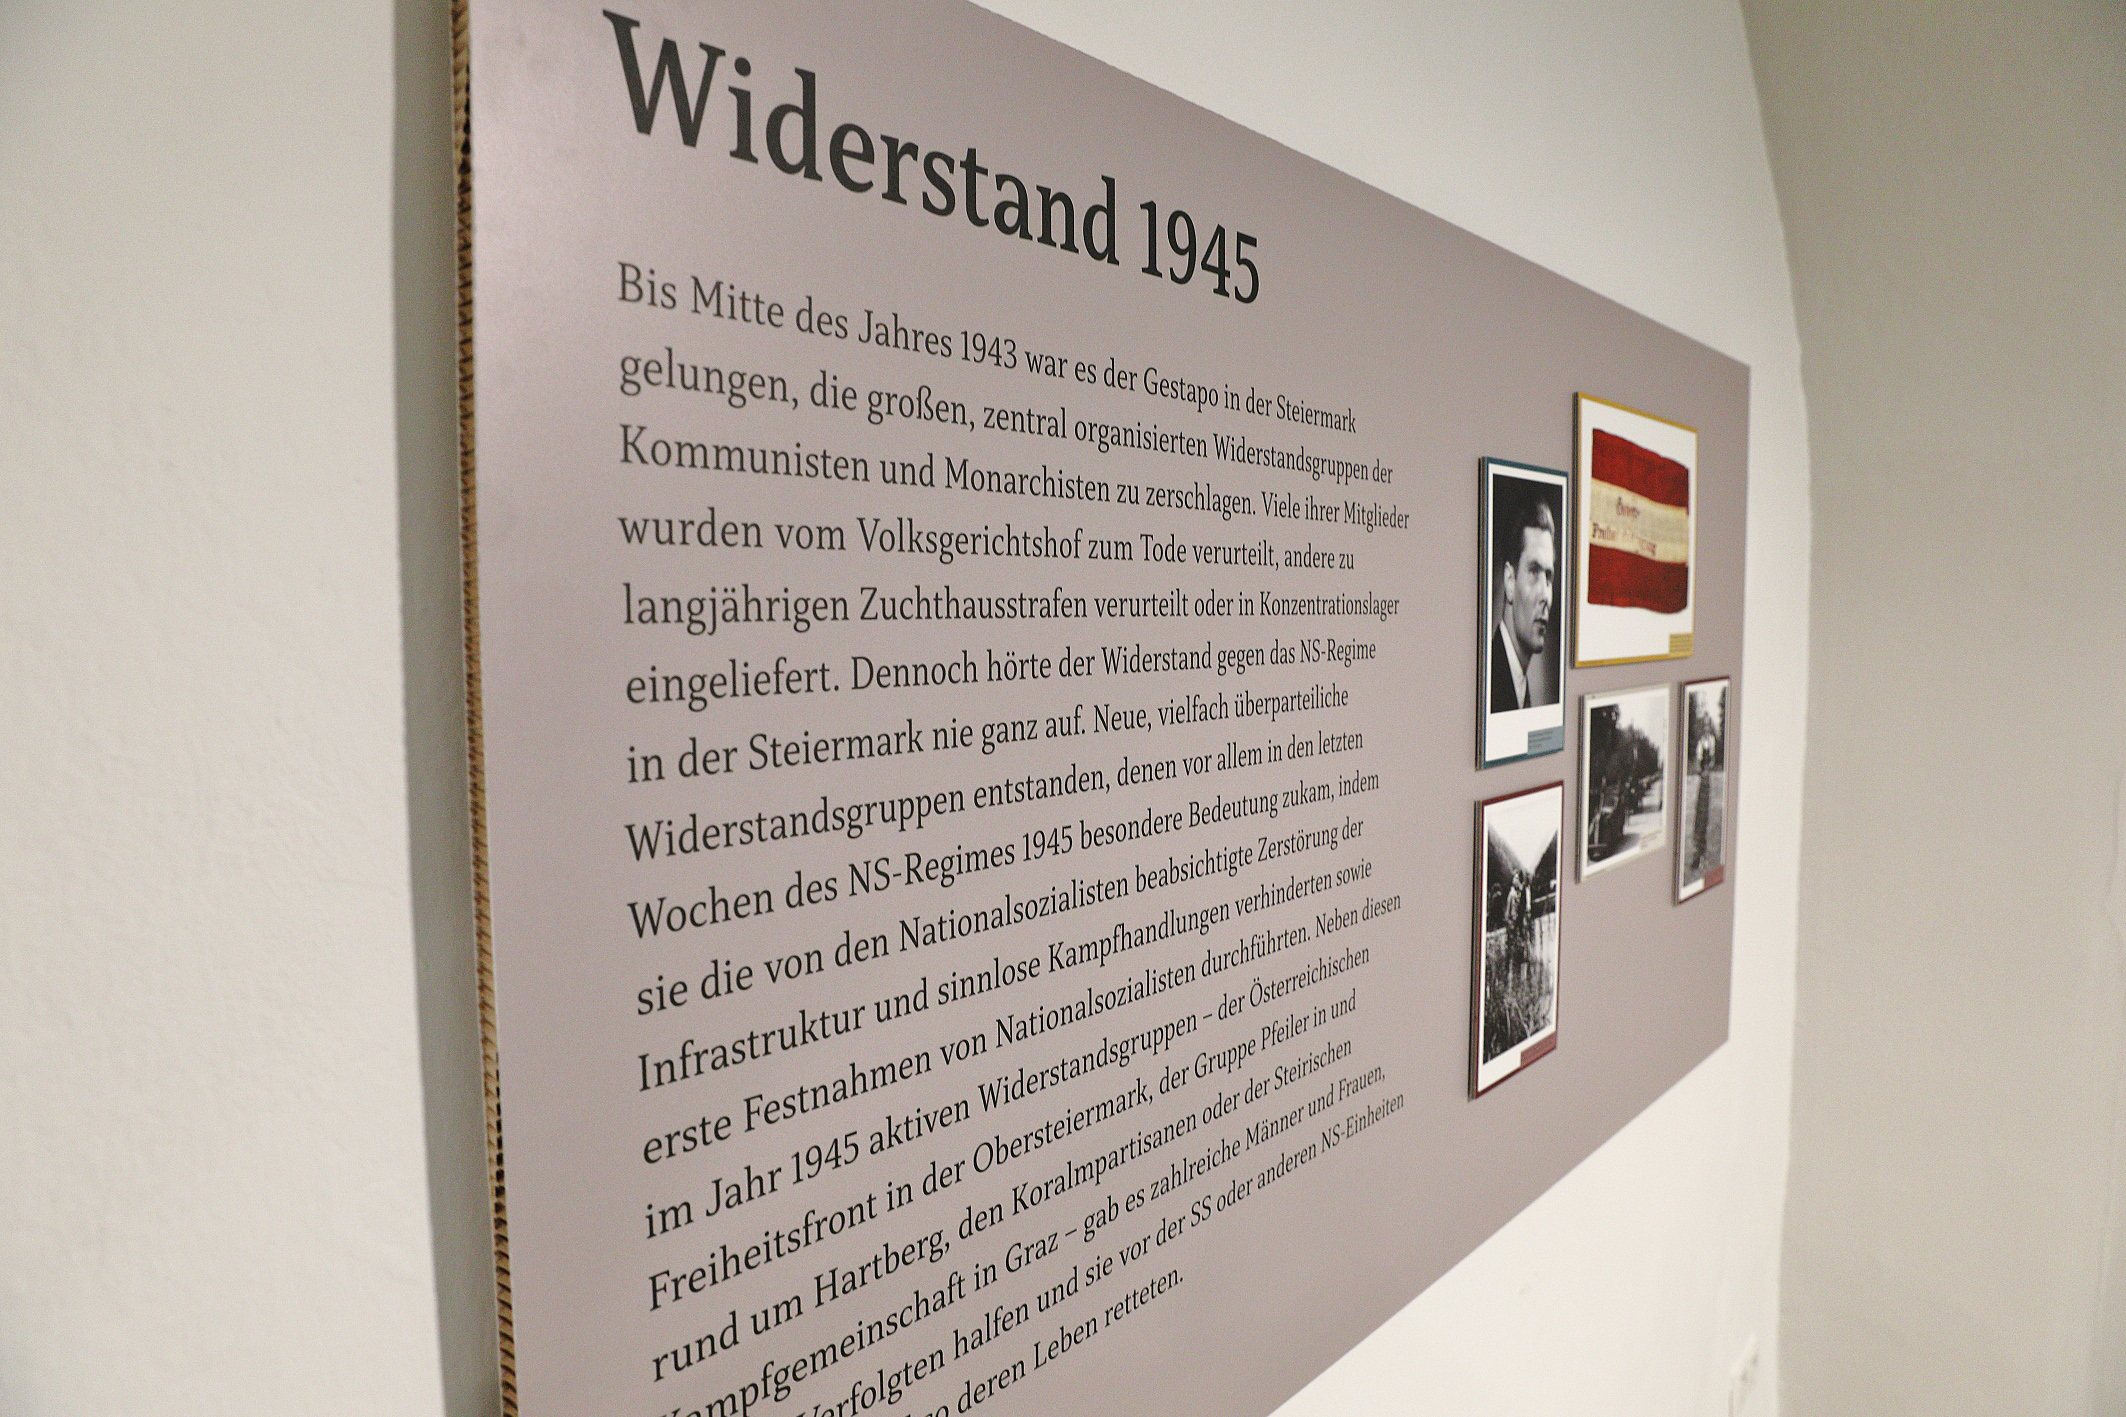 Widerstand 1945
Bis Mitte des Jahres 1943 war es der Gestapo in der Steiermark
gelungen, die großen, zentral organisierten Widerstandsgruppen der
Kommunisten und Monarchisten zu zerschlagen. Viele ihrer Mitglieder
wurden vom Volksgerichtshof zum Tode verurteilt, andere zu
langjährigen Zuchthausstrafen verurteilt oder in Konzentrationslager
eingeliefert. Dennoch hörte der Widerstand gegen das NS-Regime
in der Steiermark nie ganz auf. Neue, vielfach überparteiliche
Widerstandsgruppen entstanden, denen vor allem in den letzten
Wochen des NS-Regimes 1945 besondere Bedeutung zukam, indem
sie die von den Nationalsozialisten beabsichtigte Zerstörung der
Infrastruktur und sinnlose Kampfhandlungen verhinderten sowie
erste Festnahmen von Nationalsozialisten durchführten. Neben diesen
im Jahr 1945 aktiven Widerstandsgruppen – der Österreichischen
Freiheitsfront in der Obersteiermark, der Gruppe Pfeiler in und
rund um Hartberg, den Koralmpartisanen oder der Steirischen
Kampfgemeinschaft in Graz – gab es zahlreiche Männer und Frauen,
Verfolgten halfen und sie vor der SS oder anderen NS-Einheiten
deren Leben retteten.